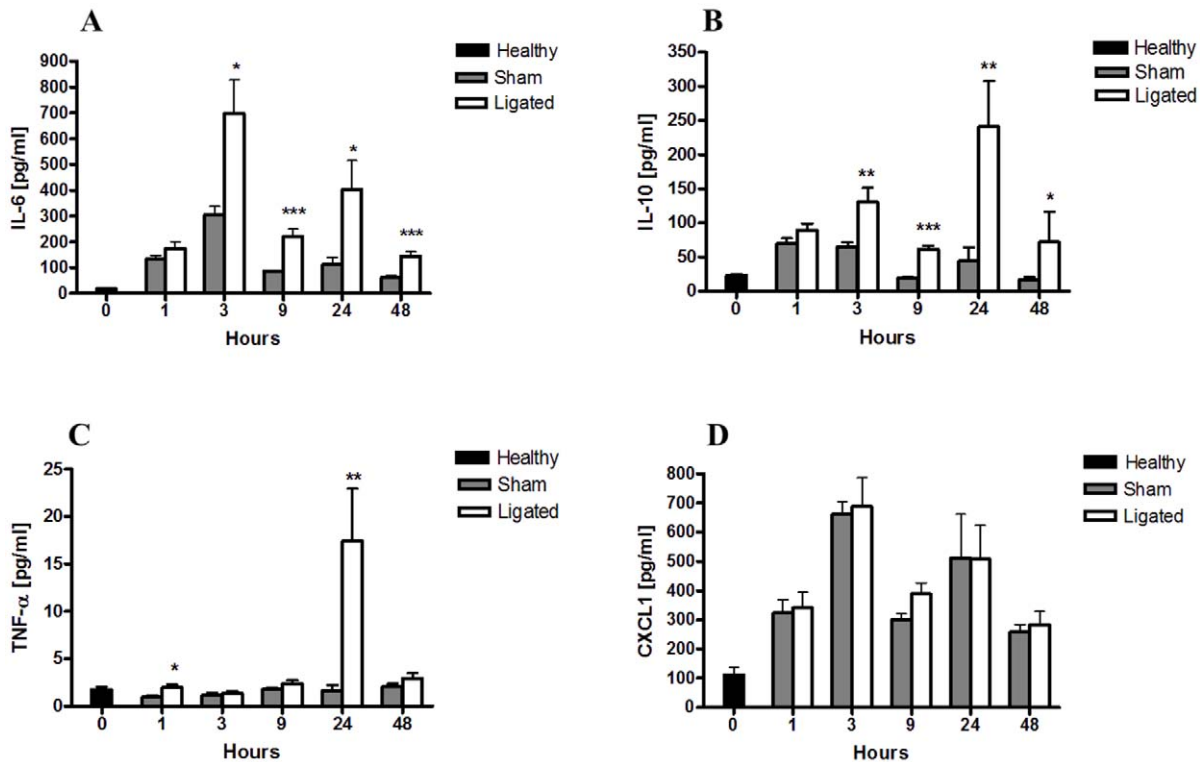 A
Healthy
Sham
Ligated
IL-6 [pg/ml]
900
800
700
600
500
400
300
200
100
0
*
***
*
***
0 1 3 9 24 48
Hours
B
Healthy
Sham
Ligated
IL-10 [pg/ml]
350
300
250
200
150
100
50
0
**
***
**
*
0 1 3 9 24 48
Hours
C
Healthy
Sham
Ligated
TNF-α [pg/ml]
25
20
15
10
5
0
*
**
0 1 3 9 24 48
Hours
D
Healthy
Sham
Ligated
CXCL1 [pg/ml]
800
700
600
500
400
300
200
100
0
0 1 3 9 24 48
Hours